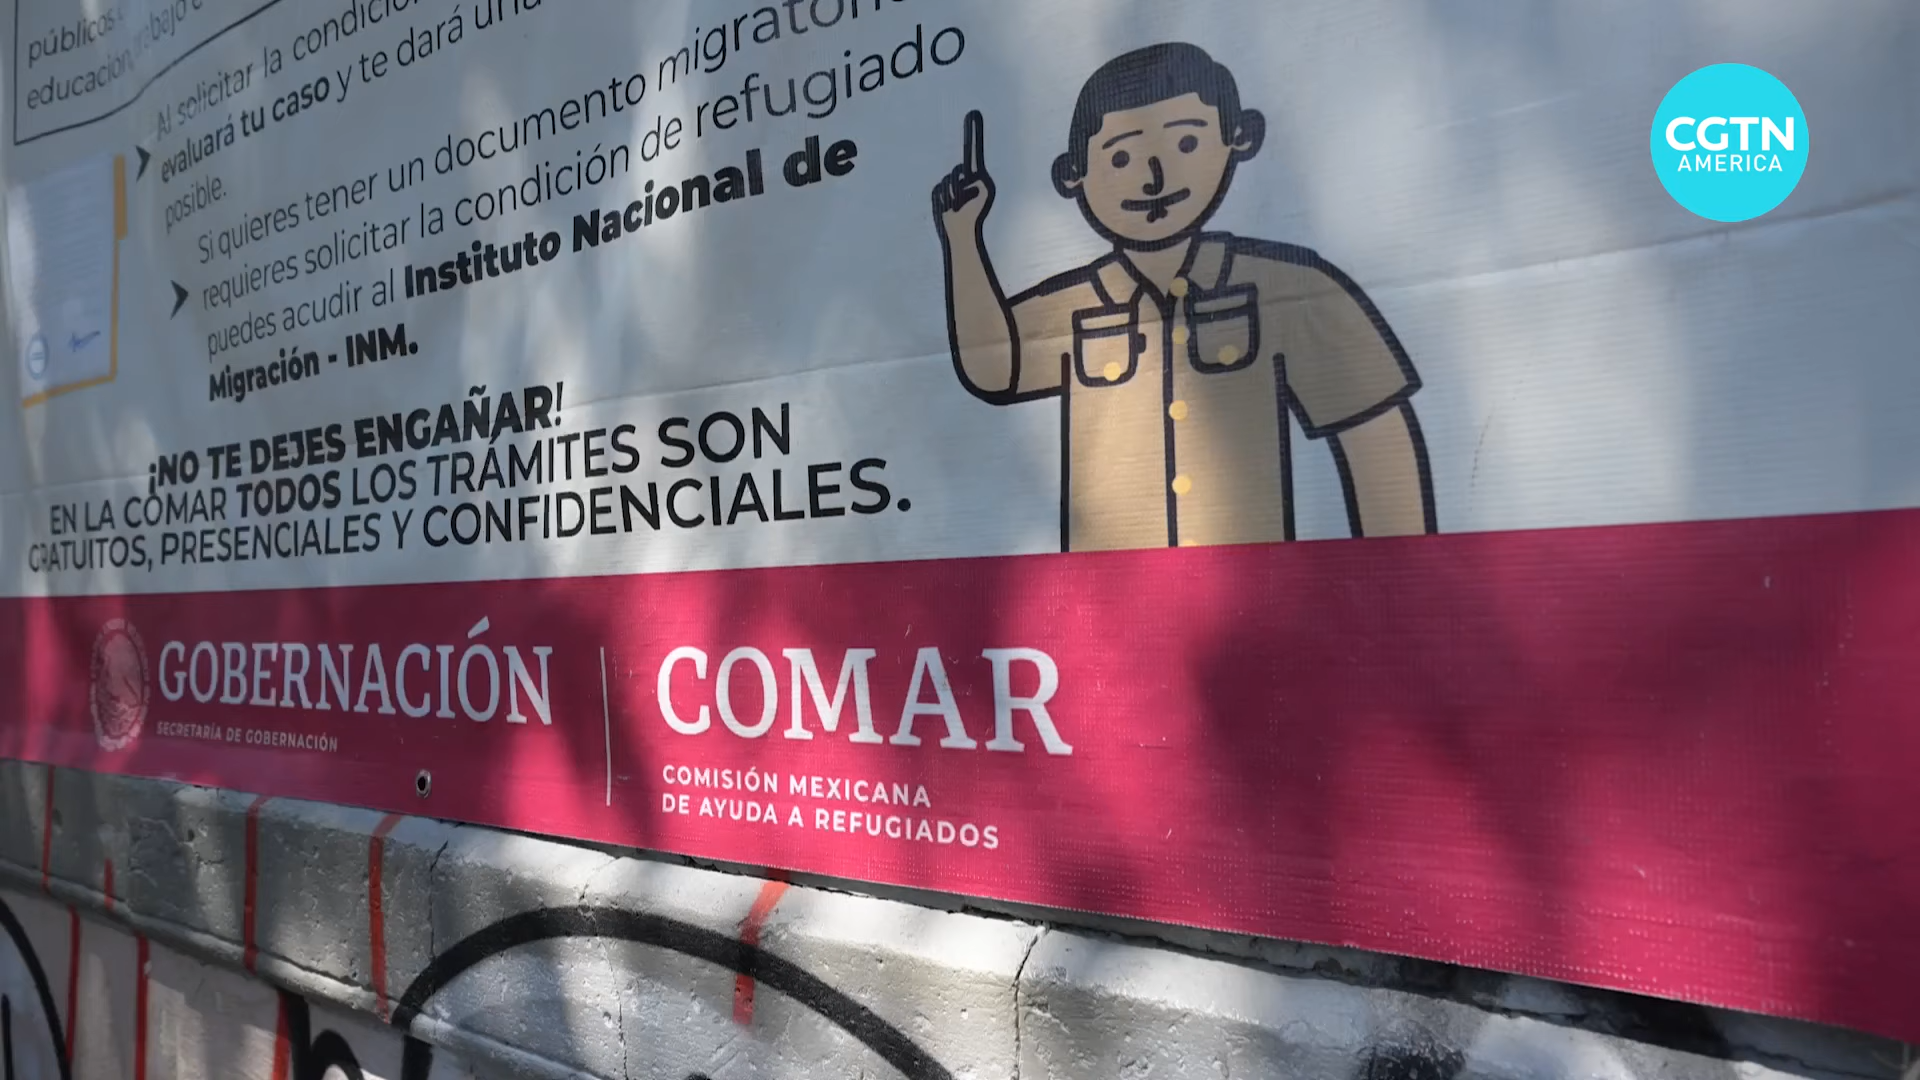 públicos
educación, trabajo
Al solicitar la condició
evaluará tu caso y te dará una
posible.
Si quieres tener un documento migrator
requieres solicitar la condición de refugiado
puedes acudir al Instituto Nacional de
Migración - INM.
¡NO TE DEJES ENGAÑAR!
EN LA COMAR TODOS LOS TRÁMITES SON
GRATUITOS, PRESENCIALES Y CONFIDENCIALES.
GOBERNACIÓN
SECRETARÍA DE GOBERNACIÓN
COMAR
COMISIÓN MEXICANA
DE AYUDA A REFUGIADOS
CGTN
AMERICA